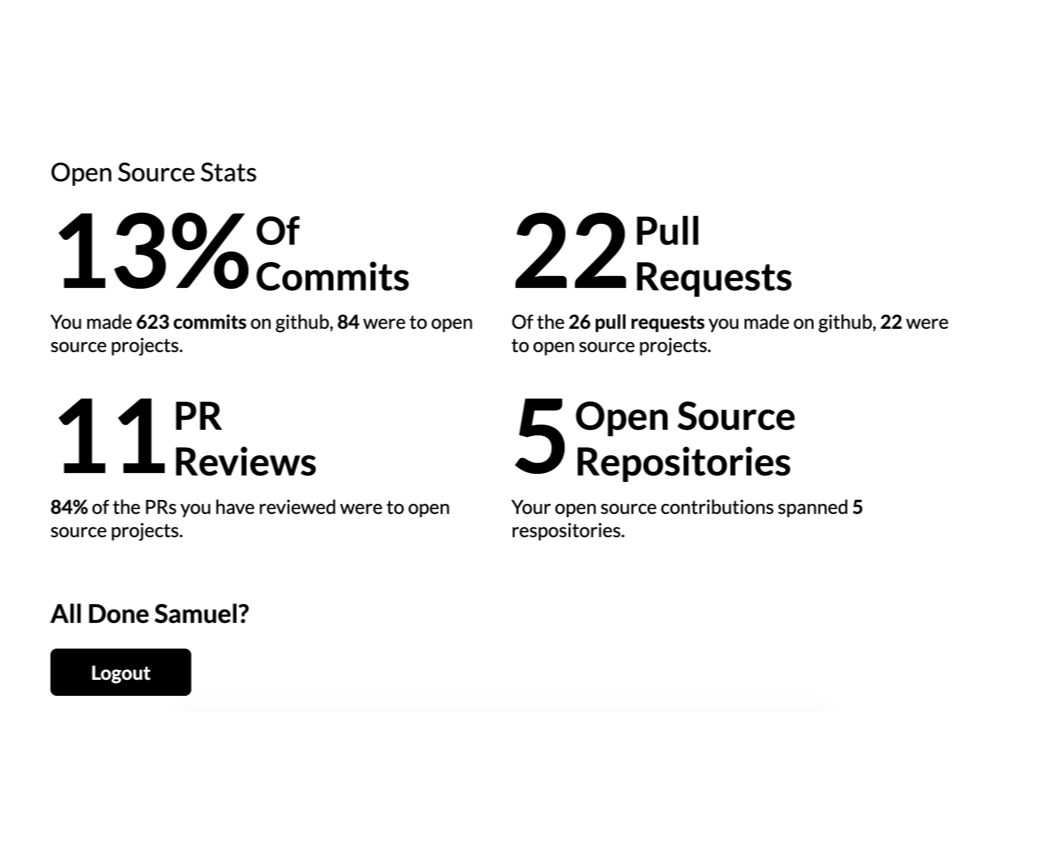 Open Source Stats
13% Of Commits
You made 623 commits on github, 84 were to open
source projects.
22 Pull Requests
Of the 26 pull requests you made on github, 22 were
to open source projects.
11 PR Reviews
84% of the PRs you have reviewed were to open
source projects.
5 Open Source Repositories
Your open source contributions spanned 5
respositories.
All Done Samuel?
Logout